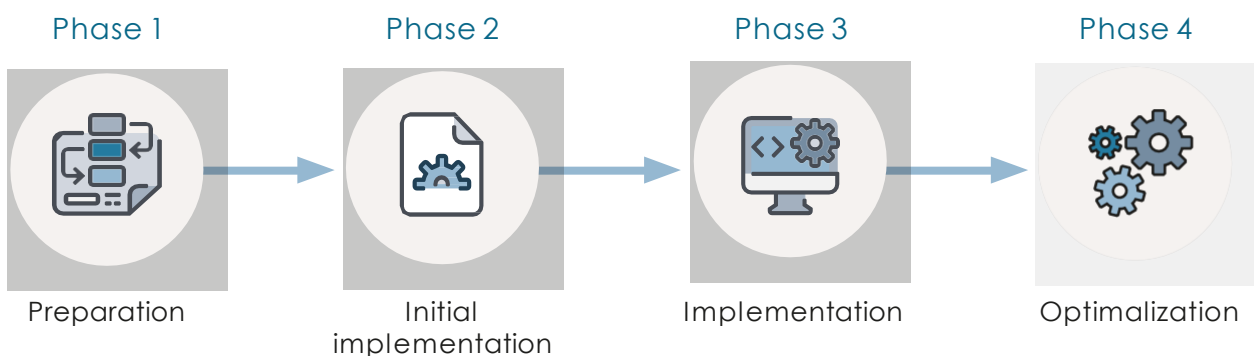 Phase 1
Phase 2
Phase 3
Phase 4
Preparation
Initial
implementation
Implementation
Optimalization